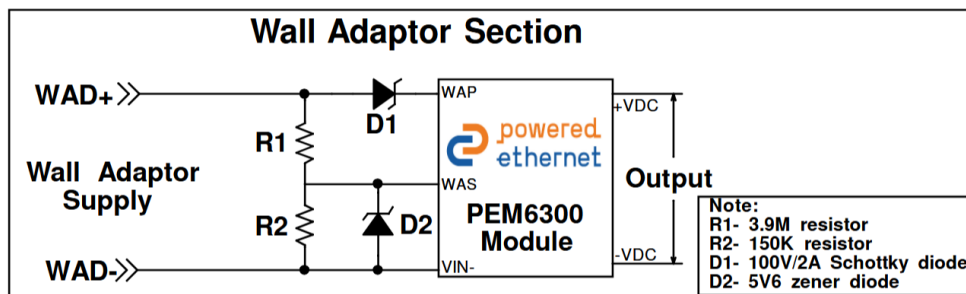 Wall Adaptor Section
WAD+
D1
WAP
+VDC
powered
ethernet
R1
Wall Adaptor
Supply
WAS
Output
R2
D2
PEM6300
Module
WAD-
VIN-
-VDC
Note:
R1- 3.9M resistor
R2- 150K resistor
D1- 100V/2A Schottky diode
D2- 5V6 zener diode